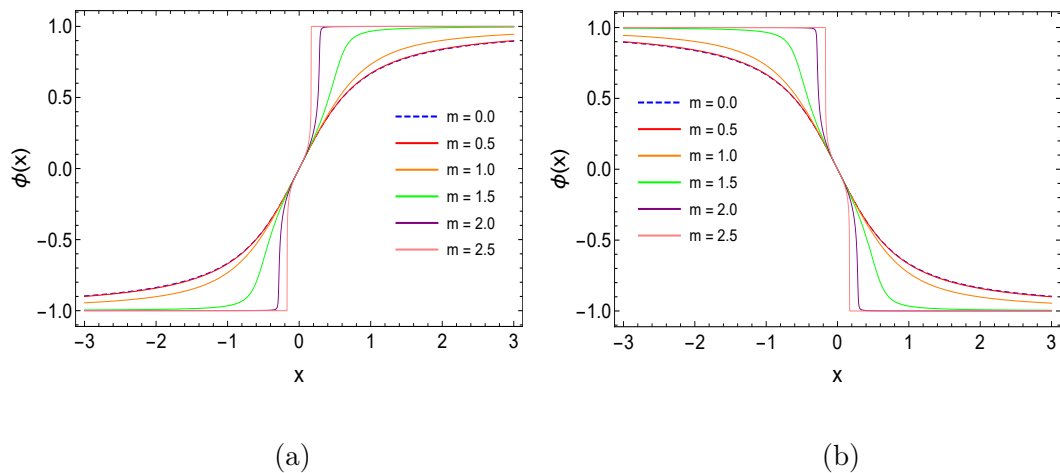 1.0
0.5
0.0
−0.5
−1.0
ϕ(x)
m = 0.0
m = 0.5
m = 1.0
m = 1.5
m = 2.0
m = 2.5
−3 −2 −1 0 1 2 3
x
(a)
1.0
0.5
0.0
−0.5
−1.0
ϕ(x)
m = 0.0
m = 0.5
m = 1.0
m = 1.5
m = 2.0
m = 2.5
−3 −2 −1 0 1 2 3
x
(b)